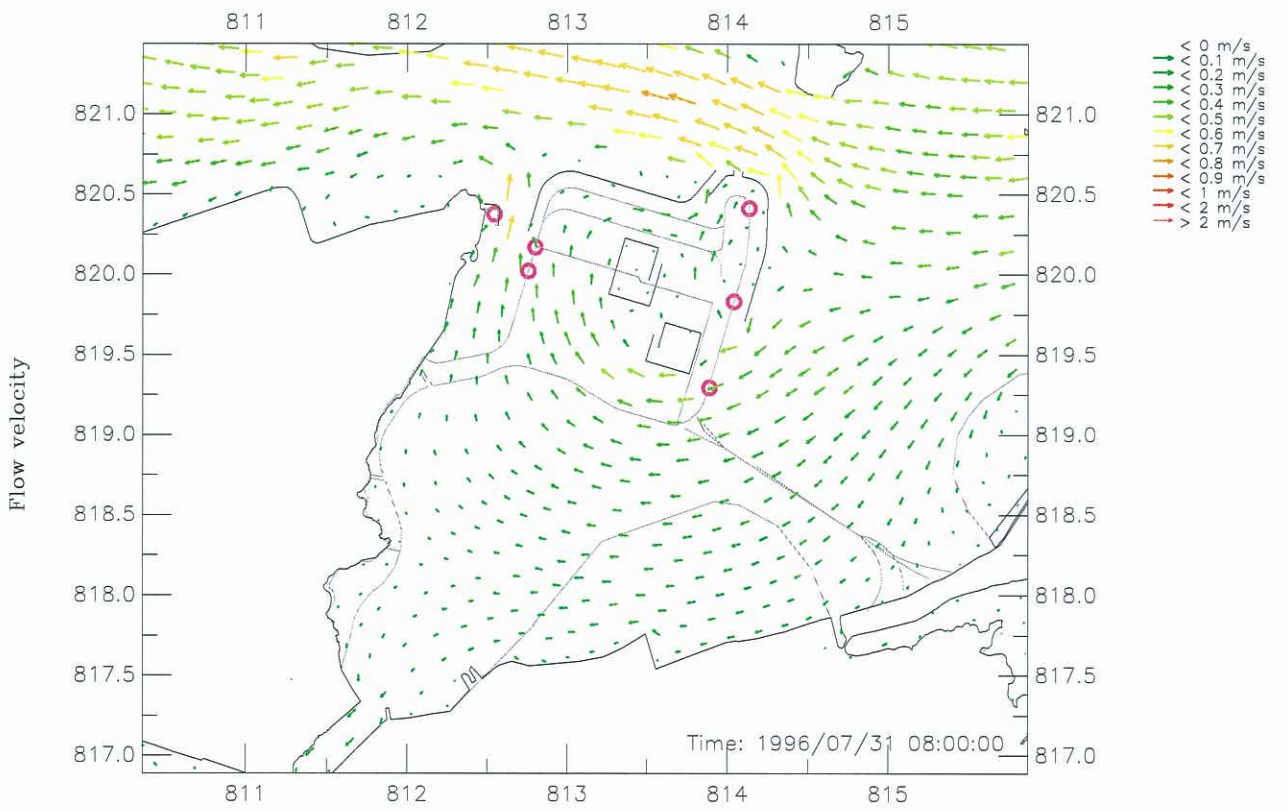 811 812 813 814 815
< 0 m/s
< 0.1 m/s
< 0.2 m/s
< 0.3 m/s
< 0.4 m/s
< 0.5 m/s
< 0.6 m/s
< 0.7 m/s
< 0.8 m/s
< 0.9 m/s
< 1 m/s
< 2 m/s
> 2 m/s
821.0 821.0
820.5 820.5
820.0 820.0
819.5 819.5
Flow velocity
819.0 819.0
818.5 818.5
818.0 818.0
817.5 817.5
Time: 1996/07/31 08:00:00
817.0 817.0
811 812 813 814 815